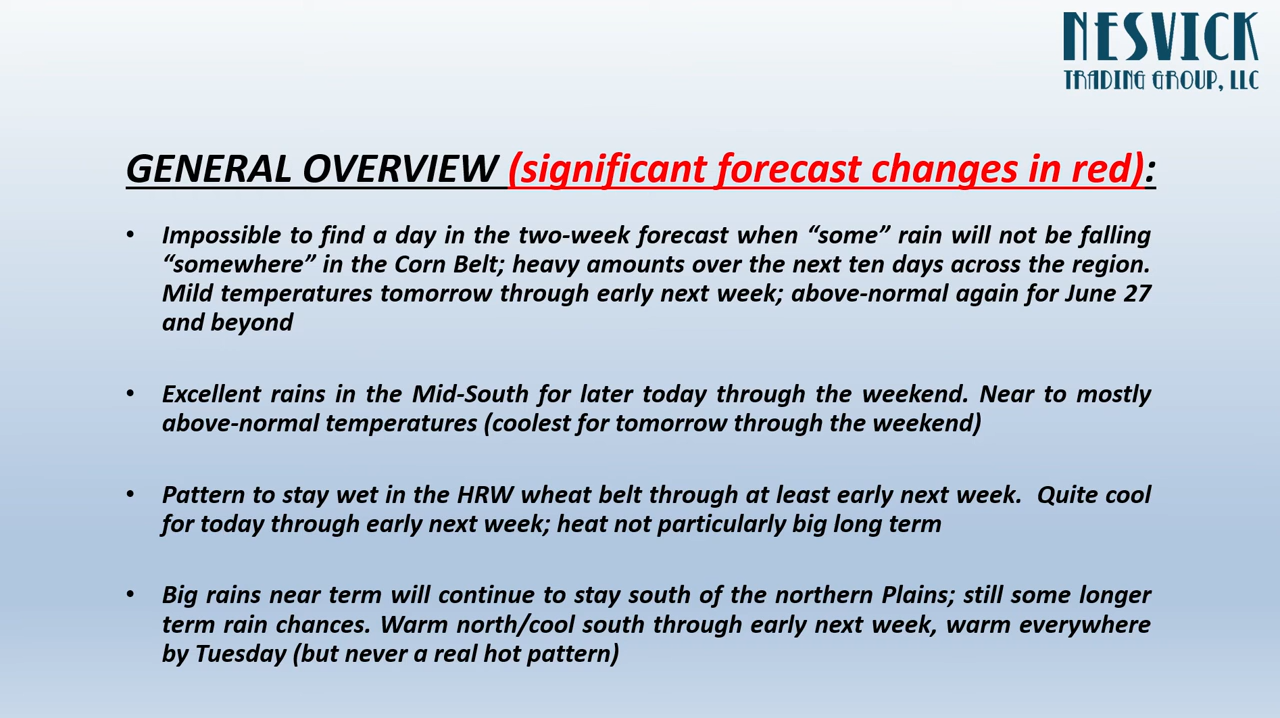 NESVICK
TRADING GROUP, LLC
GENERAL OVERVIEW (significant forecast changes in red):
• Impossible to find a day in the two-week forecast when “some” rain will not be falling
“somewhere” in the Corn Belt; heavy amounts over the next ten days across the region.
Mild temperatures tomorrow through early next week; above-normal again for June 27
and beyond
• Excellent rains in the Mid-South for later today through the weekend. Near to mostly
above-normal temperatures (coolest for tomorrow through the weekend)
• Pattern to stay wet in the HRW wheat belt through at least early next week.  Quite cool
for today through early next week; heat not particularly big long term
• Big rains near term will continue to stay south of the northern Plains; still some longer
term rain chances. Warm north/cool south through early next week, warm everywhere
by Tuesday (but never a real hot pattern)